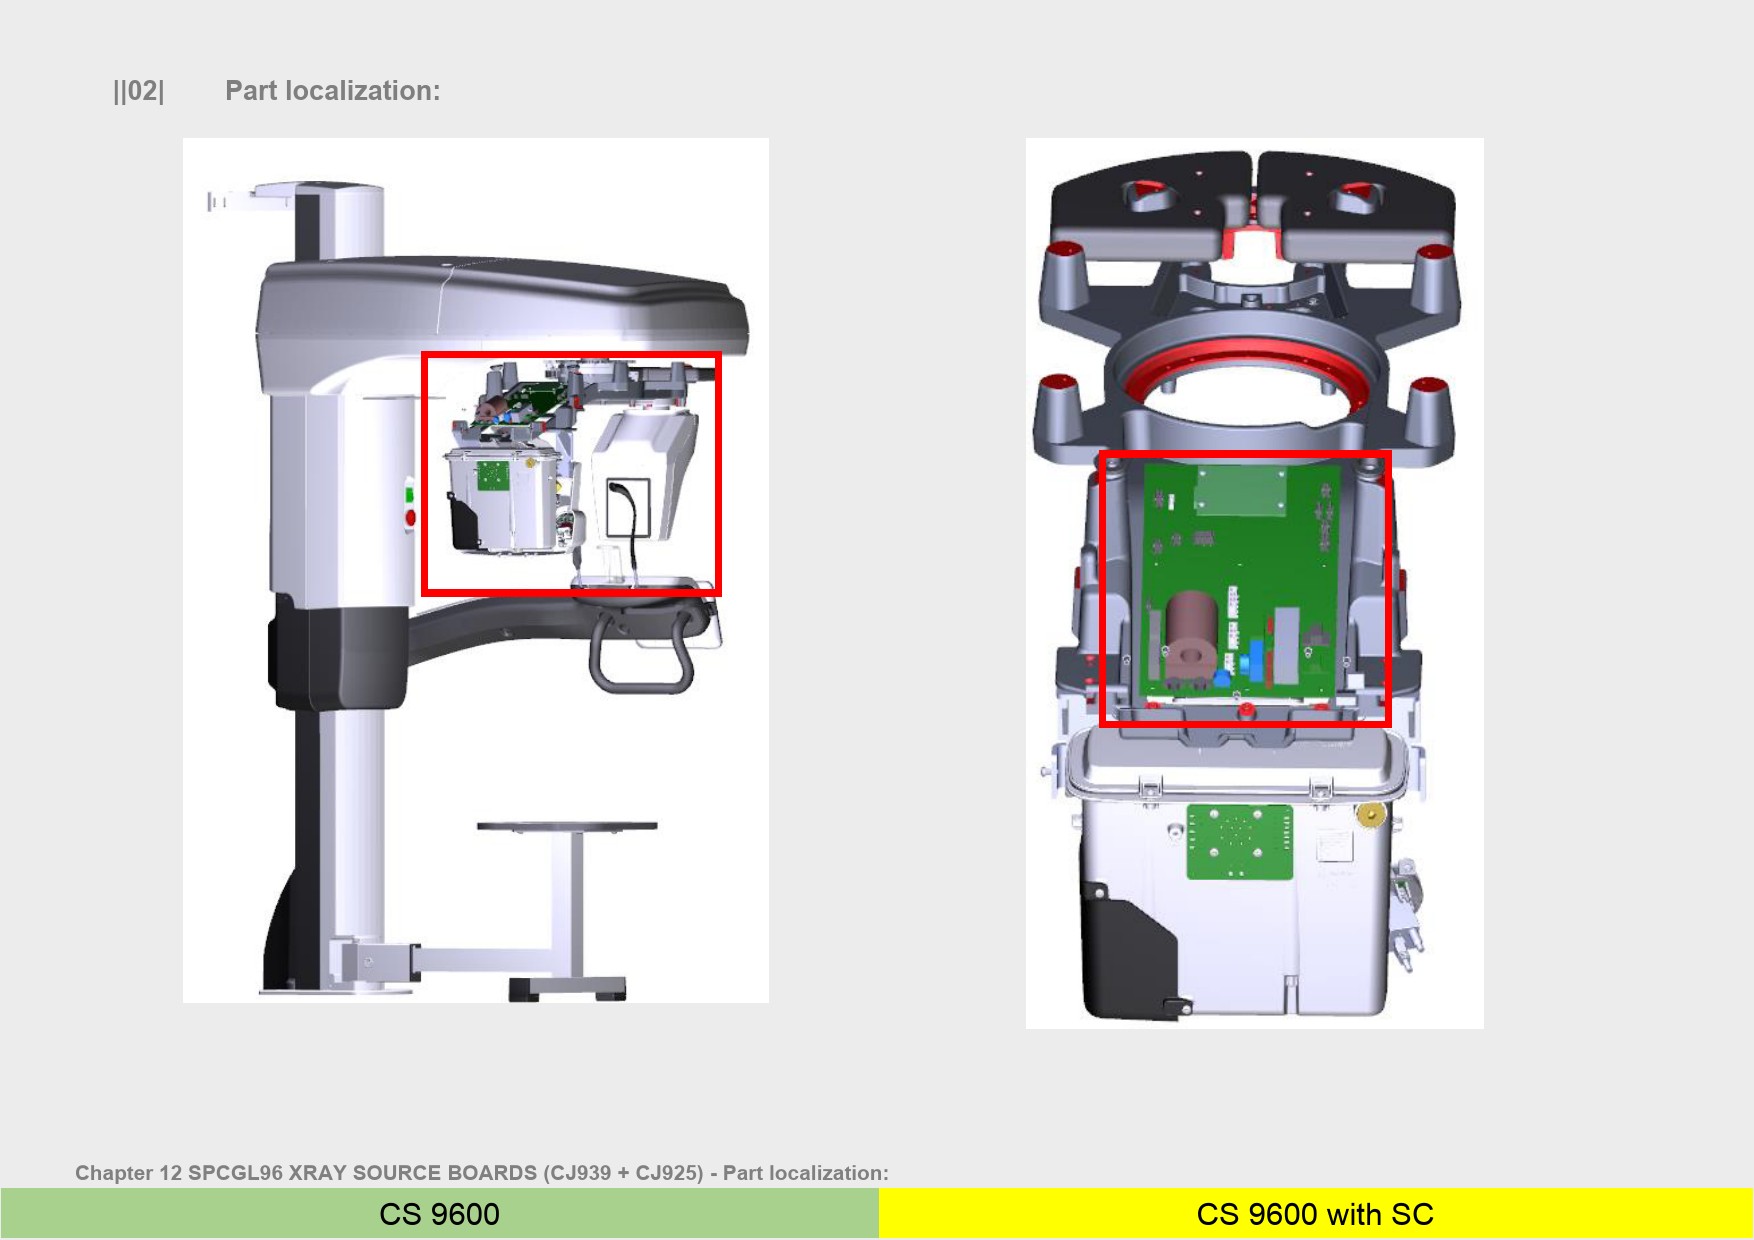 ||02| Part localization:
Chapter 12 SPCGL96 XRAY SOURCE BOARDS (CJ939 + CJ925) - Part localization:
CS 9600
CS 9600 with SC